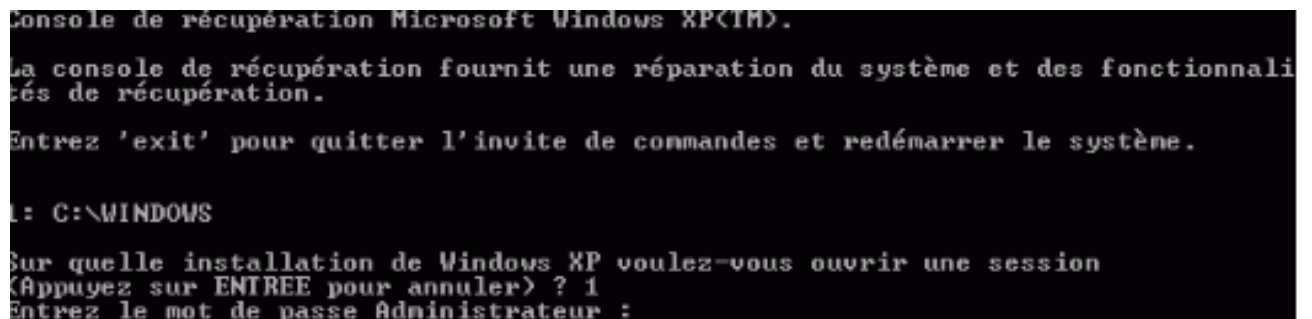 Console de récupération Microsoft Windows XP(TM).
La console de récupération fournit une réparation du système et des fonctionnali
tés de récupération.
Entrez 'exit' pour quitter l'invite de commandes et redémarrer le système.
1: C:\WINDOWS
Sur quelle installation de Windows XP voulez-vous ouvrir une session
(Appuyez sur ENTREE pour annuler) ? 1
Entrez le mot de passe Administrateur :